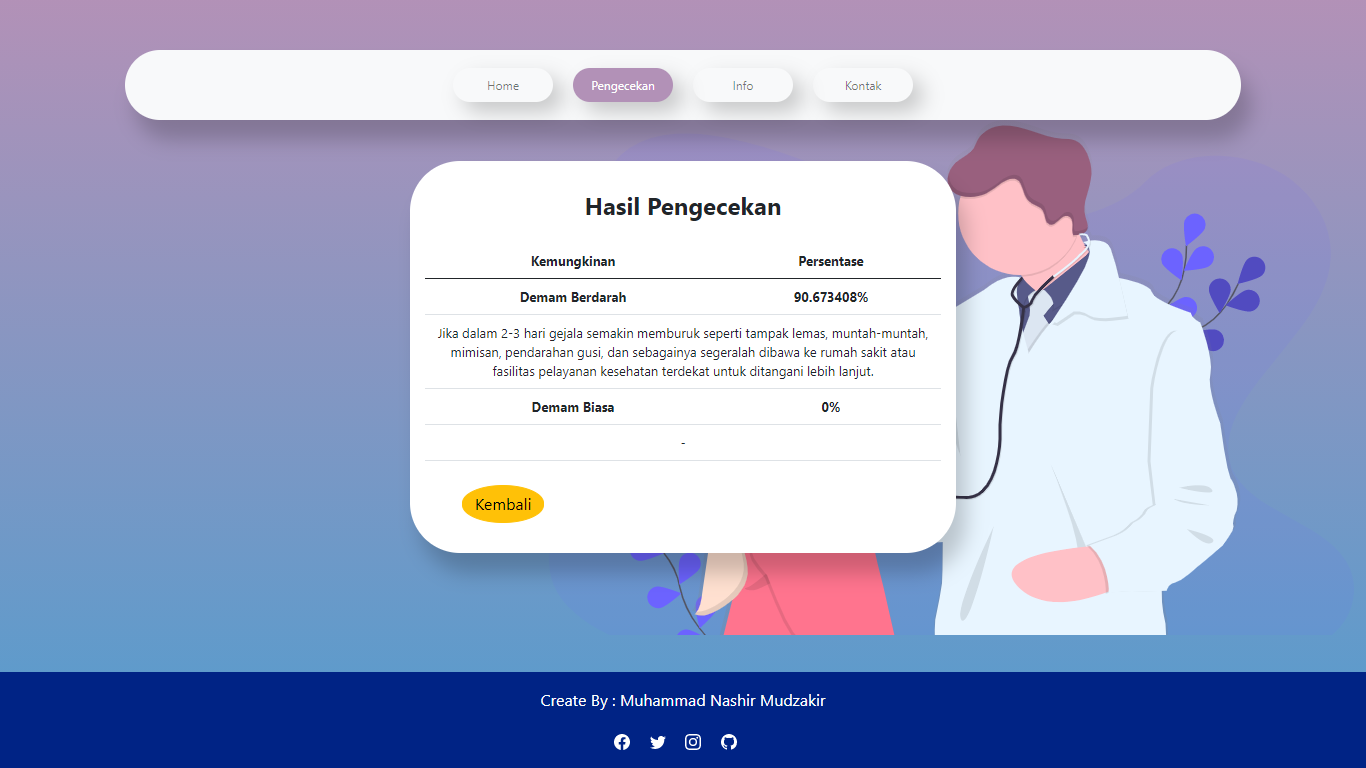 Home Pengecekan Info Kontak
Hasil Pengecekan
Kemungkinan Persentase
Demam Berdarah 90.673408%
Jika dalam 2-3 hari gejala semakin memburuk seperti tampak lemas, muntah-muntah,
mimisan, pendarahan gusi, dan sebagainya segeralah dibawa ke rumah sakit atau
fasilitas pelayanan kesehatan terdekat untuk ditangani lebih lanjut.
Demam Biasa 0%
-
Kembali
Create By : Muhammad Nashir Mudzakir